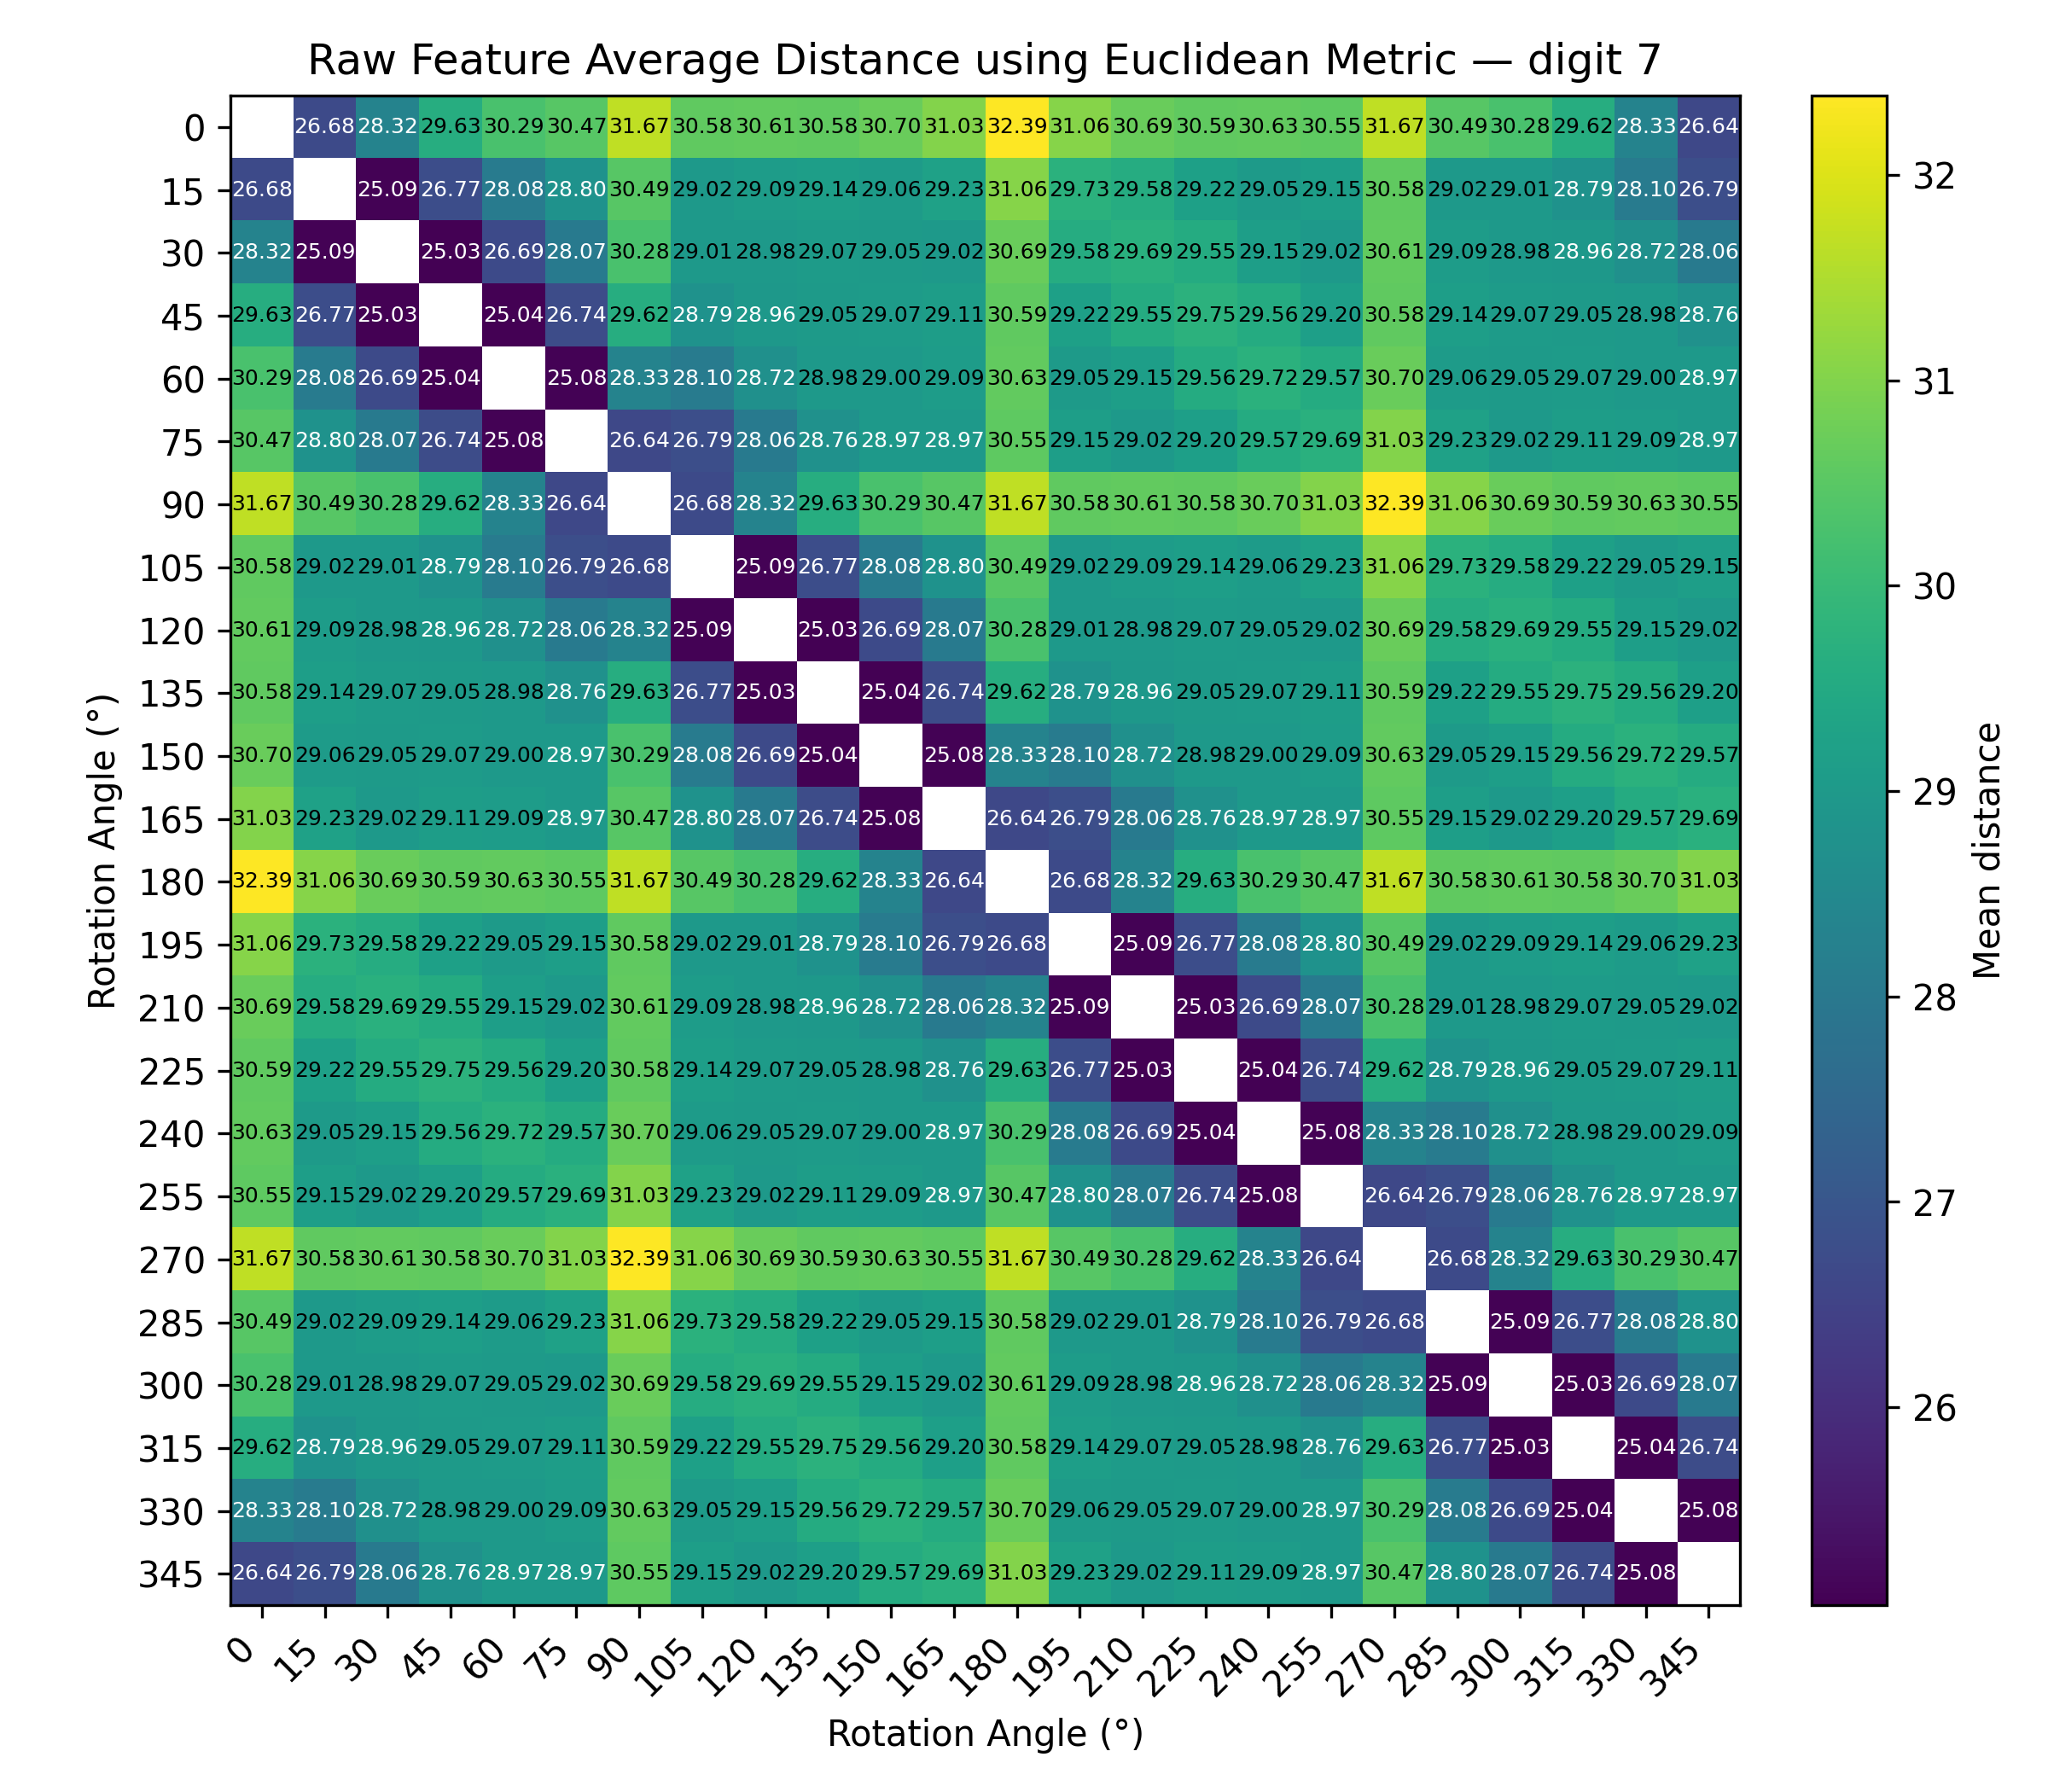 Raw Feature Average Distance using Euclidean Metric — digit 7
0 26.68 28.32 29.63 30.29 30.47 31.67 30.58 30.61 30.58 30.70 31.03 32.39 31.06 30.69 30.59 30.63 30.55 31.67 30.49 30.28 29.62 28.33 26.64
15 26.68 25.09 26.77 28.08 28.80 30.49 29.02 29.09 29.14 29.06 29.23 31.06 29.73 29.58 29.22 29.05 29.15 30.58 29.02 29.01 28.79 28.10 26.79
30 28.32 25.09 25.03 26.69 28.07 30.28 29.01 28.98 29.07 29.05 29.02 30.69 29.58 29.69 29.55 29.15 29.02 30.61 29.09 28.98 28.96 28.72 28.06
45 29.63 26.77 25.03 25.04 26.74 29.62 28.79 28.96 29.05 29.07 29.11 30.59 29.22 29.55 29.75 29.56 29.20 30.58 29.14 29.07 29.05 28.98 28.76
60 30.29 28.08 26.69 25.04 25.08 28.33 28.10 28.72 28.98 29.00 29.09 30.63 29.05 29.15 29.56 29.72 29.57 30.70 29.06 29.05 29.07 29.00 28.97
75 30.47 28.80 28.07 26.74 25.08 26.64 26.79 28.06 28.76 28.97 28.97 30.55 29.15 29.02 29.20 29.57 29.69 31.03 29.23 29.02 29.11 29.09 28.97
90 31.67 30.49 30.28 29.62 28.33 26.64 26.68 28.32 29.63 30.29 30.47 31.67 30.58 30.61 30.58 30.70 31.03 32.39 31.06 30.69 30.59 30.63 30.55
105 30.58 29.02 29.01 28.79 28.10 26.79 26.68 25.09 26.77 28.08 28.80 30.49 29.02 29.09 29.14 29.06 29.23 31.06 29.73 29.58 29.22 29.05 29.15
120 30.61 29.09 28.98 28.96 28.72 28.06 28.32 25.09 25.03 26.69 28.07 30.28 29.01 28.98 29.07 29.05 29.02 30.69 29.58 29.69 29.55 29.15 29.02
135 30.58 29.14 29.07 29.05 28.98 28.76 29.63 26.77 25.03 25.04 26.74 29.62 28.79 28.96 29.05 29.07 29.11 30.59 29.22 29.55 29.75 29.56 29.20
150 30.70 29.06 29.05 29.07 29.00 28.97 30.29 28.08 26.69 25.04 25.08 28.33 28.10 28.72 28.98 29.00 29.09 30.63 29.05 29.15 29.56 29.72 29.57
165 31.03 29.23 29.02 29.11 29.09 28.97 30.47 28.80 28.07 26.74 25.08 26.64 26.79 28.06 28.76 28.97 28.97 30.55 29.15 29.02 29.20 29.57 29.69
180 32.39 31.06 30.69 30.59 30.63 30.55 31.67 30.49 30.28 29.62 28.33 26.64 26.68 28.32 29.63 30.29 30.47 31.67 30.58 30.61 30.58 30.70 31.03
195 31.06 29.73 29.58 29.22 29.05 29.15 30.58 29.02 29.01 28.79 28.10 26.79 26.68 25.09 26.77 28.08 28.80 30.49 29.02 29.09 29.14 29.06 29.23
210 30.69 29.58 29.69 29.55 29.15 29.02 30.61 29.09 28.98 28.96 28.72 28.06 28.32 25.09 25.03 26.69 28.07 30.28 29.01 28.98 29.07 29.05 29.02
225 30.59 29.22 29.55 29.75 29.56 29.20 30.58 29.14 29.07 29.05 28.98 28.76 29.63 26.77 25.03 25.04 26.74 29.62 28.79 28.96 29.05 29.07 29.11
240 30.63 29.05 29.15 29.56 29.72 29.57 30.70 29.06 29.05 29.07 29.00 28.97 30.29 28.08 26.69 25.04 25.08 28.33 28.10 28.72 28.98 29.00 29.09
255 30.55 29.15 29.02 29.20 29.57 29.69 31.03 29.23 29.02 29.11 29.09 28.97 30.47 28.80 28.07 26.74 25.08 26.64 26.79 28.06 28.76 28.97 28.97
270 31.67 30.58 30.61 30.58 30.70 31.03 32.39 31.06 30.69 30.59 30.63 30.55 31.67 30.49 30.28 29.62 28.33 26.64 26.68 28.32 29.63 30.29 30.47
285 30.49 29.02 29.09 29.14 29.06 29.23 31.06 29.73 29.58 29.22 29.05 29.15 30.58 29.02 29.01 28.79 28.10 26.79 26.68 25.09 26.77 28.08 28.80
300 30.28 29.01 28.98 29.07 29.05 29.02 30.69 29.58 29.69 29.55 29.15 29.02 30.61 29.09 28.98 28.96 28.72 28.06 28.32 25.09 25.03 26.69 28.07
315 29.62 28.79 28.96 29.05 29.07 29.11 30.59 29.22 29.55 29.75 29.56 29.20 30.58 29.14 29.07 29.05 28.98 28.76 29.63 26.77 25.03 25.04 26.74
330 28.33 28.10 28.72 28.98 29.00 29.09 30.63 29.05 29.15 29.56 29.72 29.57 30.70 29.06 29.05 29.07 29.00 28.97 30.29 28.08 26.69 25.04 25.08
345 26.64 26.79 28.06 28.76 28.97 28.97 30.55 29.15 29.02 29.20 29.57 29.69 31.03 29.23 29.02 29.11 29.09 28.97 30.47 28.80 28.07 26.74 25.08
0 15 30 45 60 75 90 105 120 135 150 165 180 195 210 225 240 255 270 285 300 315 330 345
Rotation Angle (°)
Rotation Angle (°)
32
31
30
29
28
27
26
Mean distance